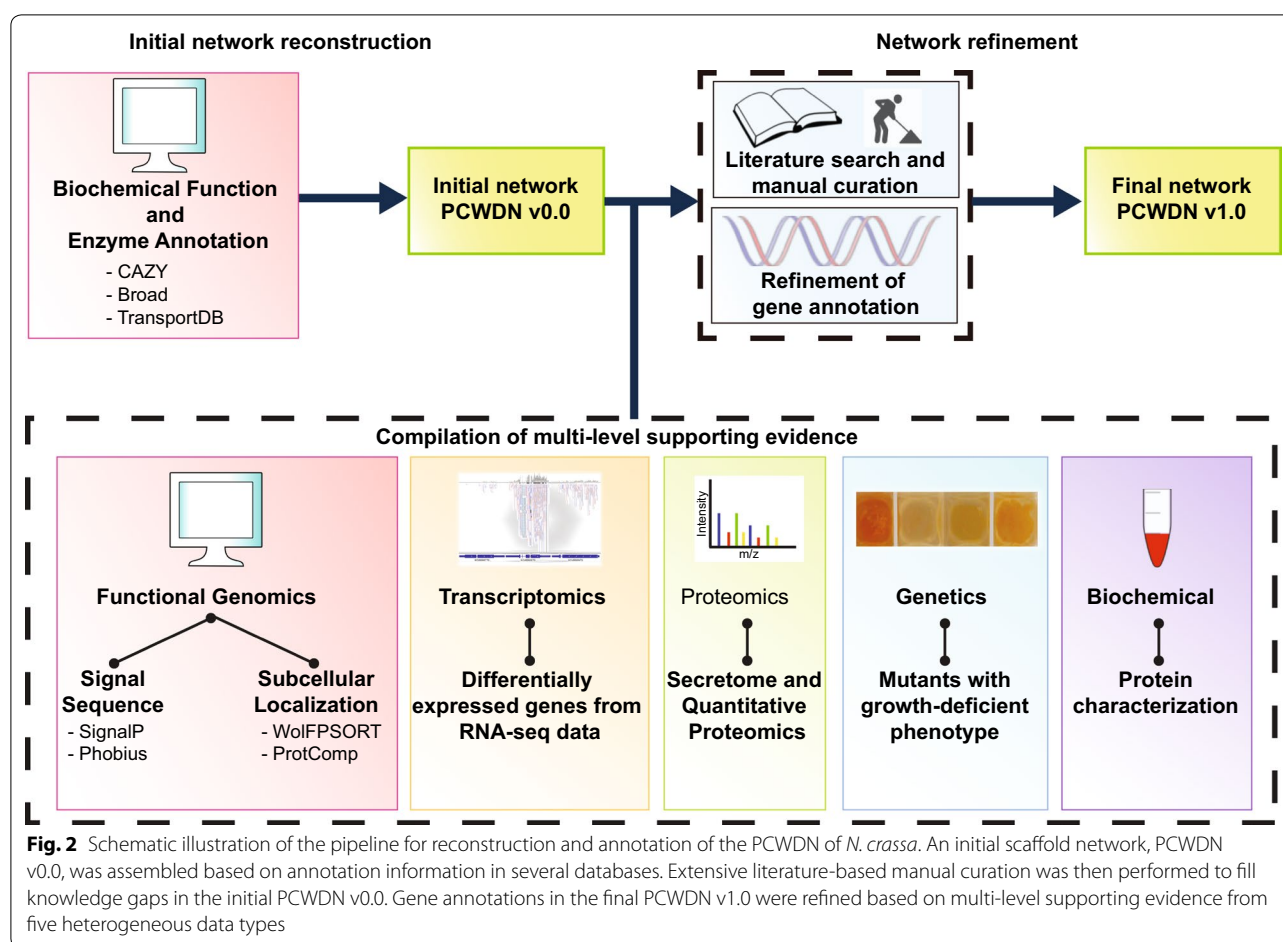 Initial network reconstruction
Network refinement
Biochemical Function
and
Enzyme Annotation
- CAZY
- Broad
- TransportDB
Initial network
PCWDN v0.0
Literature search and
manual curation
Refinement of
gene annotation
Final network
PCWDN v1.0
Compilation of multi-level supporting evidence
Functional Genomics
Signal
Sequence
- SignalP
- Phobius
Subcellular
Localization
- WolFPSORT
- ProtComp
Transcriptomics
Differentially
expressed genes from
RNA-seq data
Intensity
m/z
Proteomics
Secretome and
Quantitative
Proteomics
Genetics
Mutants with
growth-deficient
phenotype
Biochemical
Protein
characterization
Fig. 2 Schematic illustration of the pipeline for reconstruction and annotation of the PCWDN of N. crassa. An initial scaffold network, PCWDN
v0.0, was assembled based on annotation information in several databases. Extensive literature-based manual curation was then performed to fill
knowledge gaps in the initial PCWDN v0.0. Gene annotations in the final PCWDN v1.0 were refined based on multi-level supporting evidence from
five heterogeneous data types